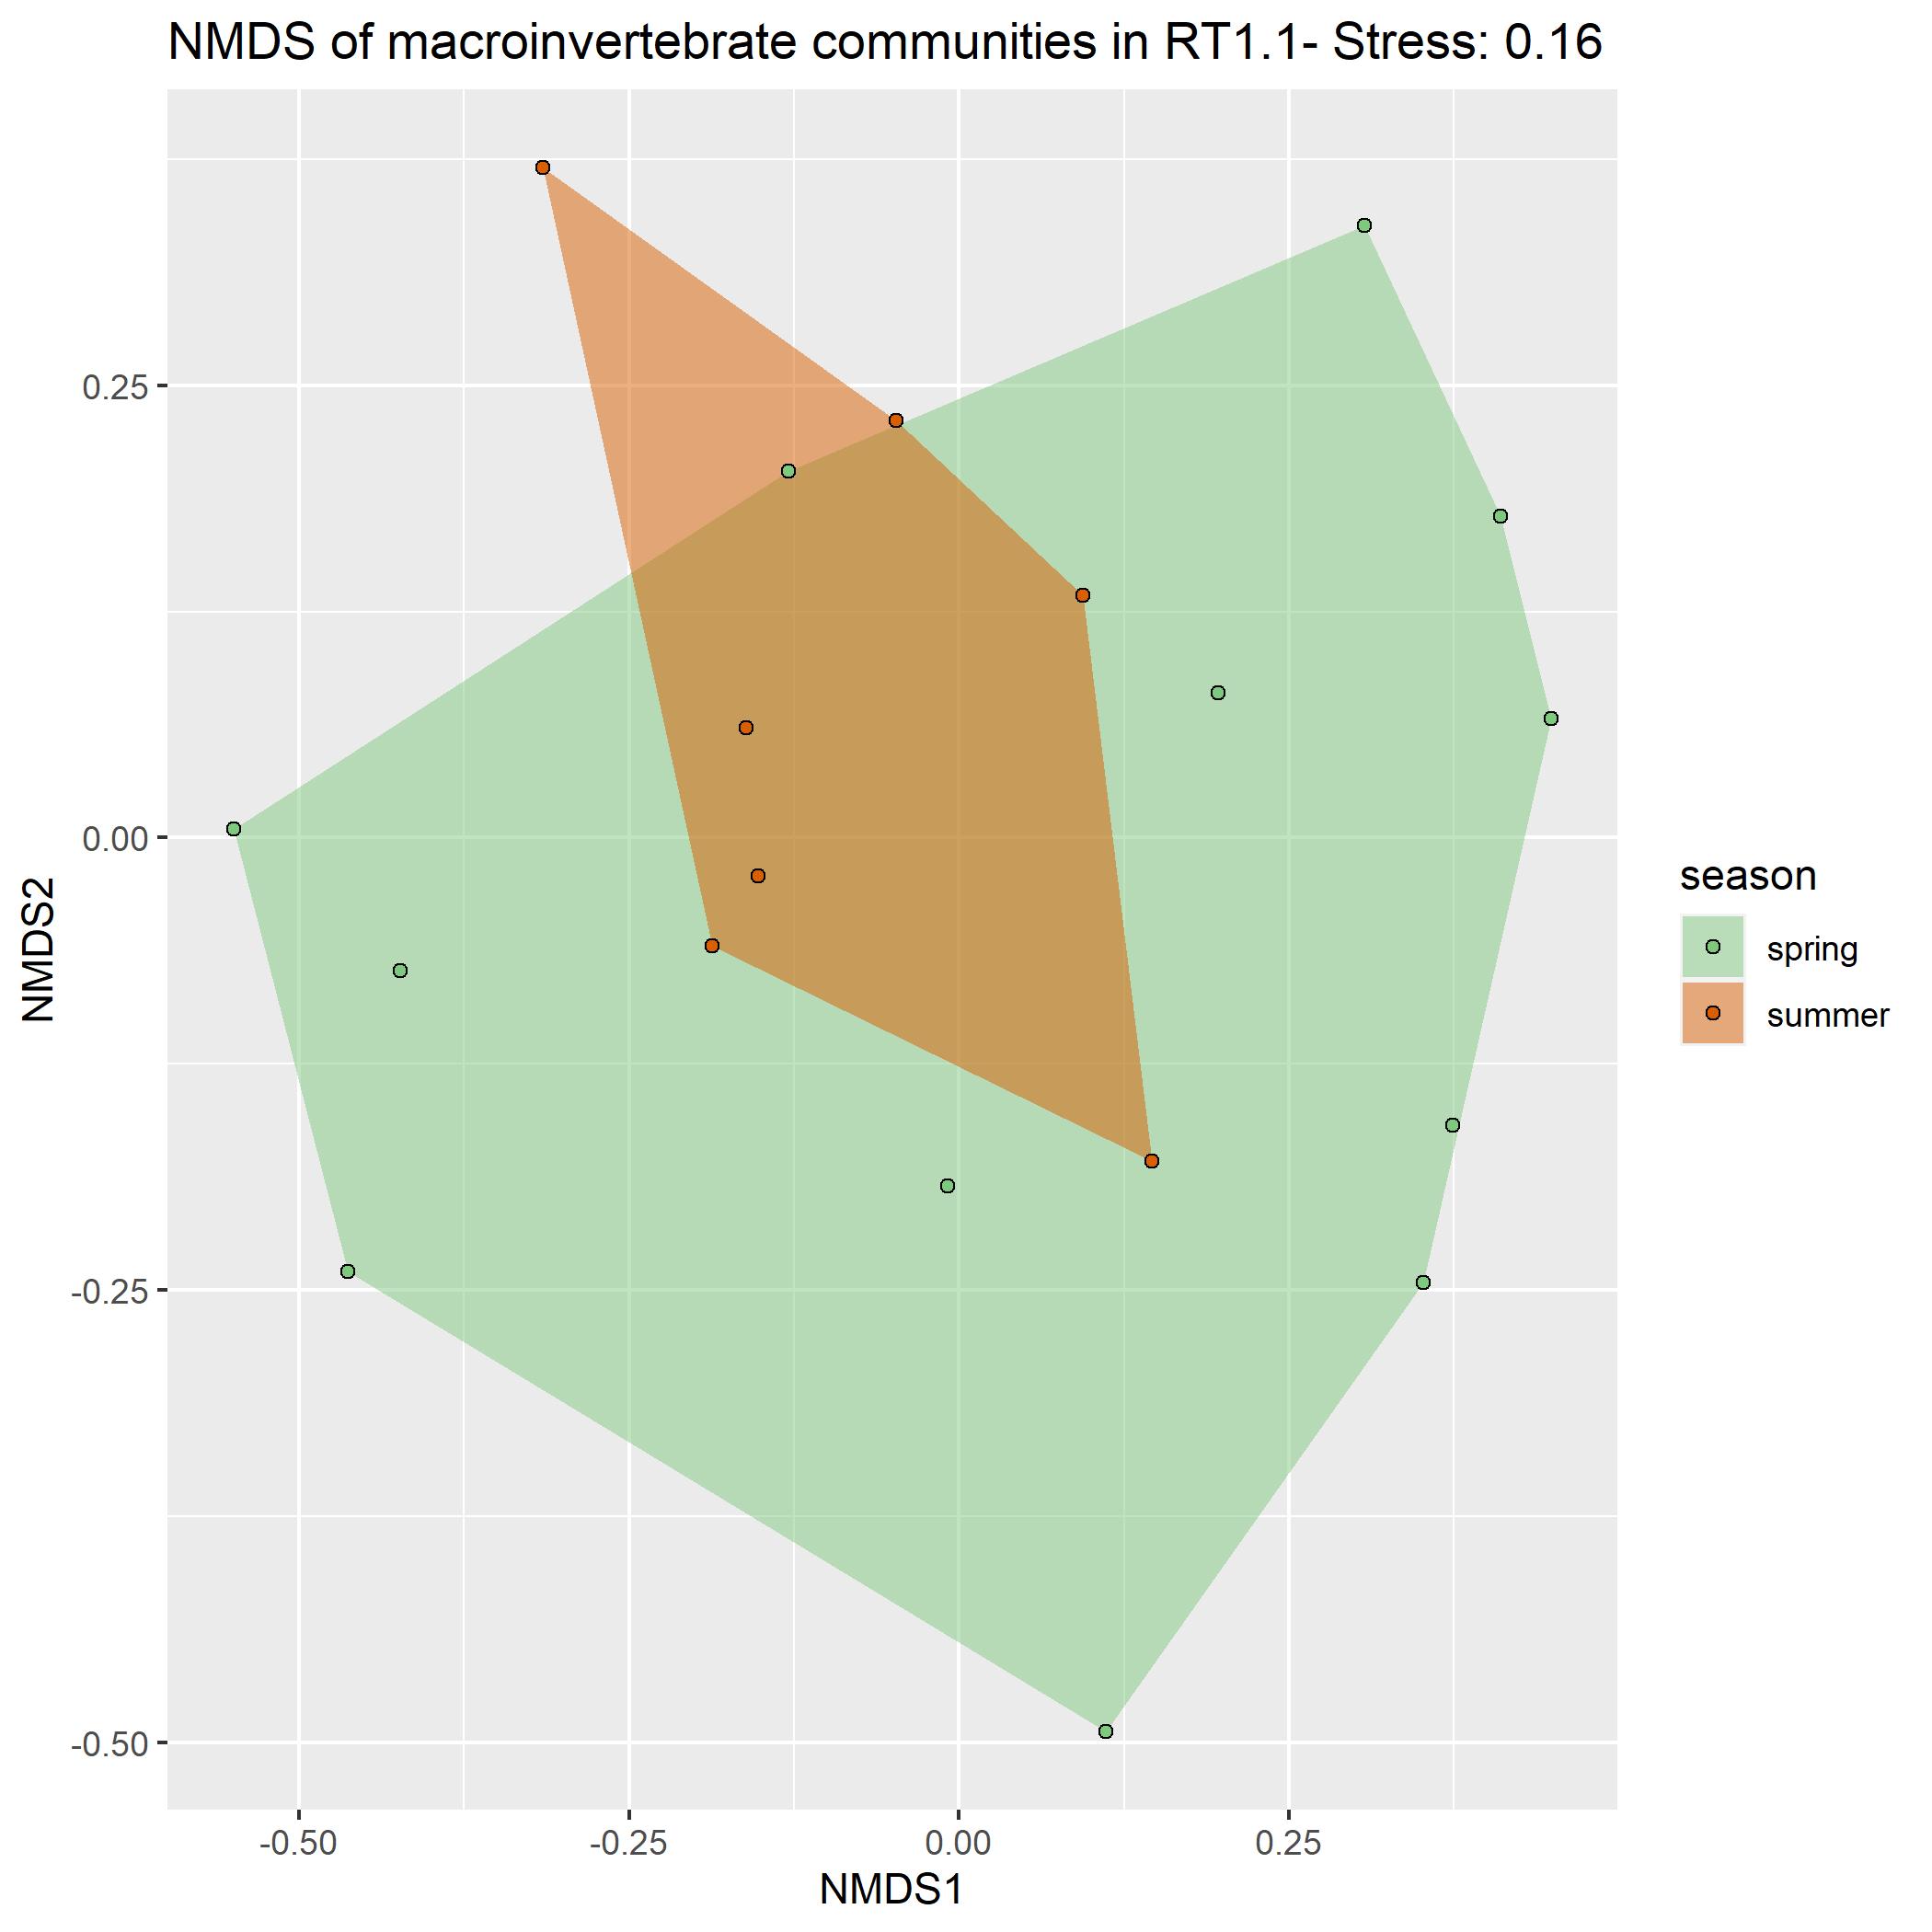 NMDS of macroinvertebrate communities in RT1.1- Stress: 0.16
0.25
0.00
-0.25
-0.50
NMDS2
-0.50
-0.25
0.00
0.25
NMDS1
season
spring
summer